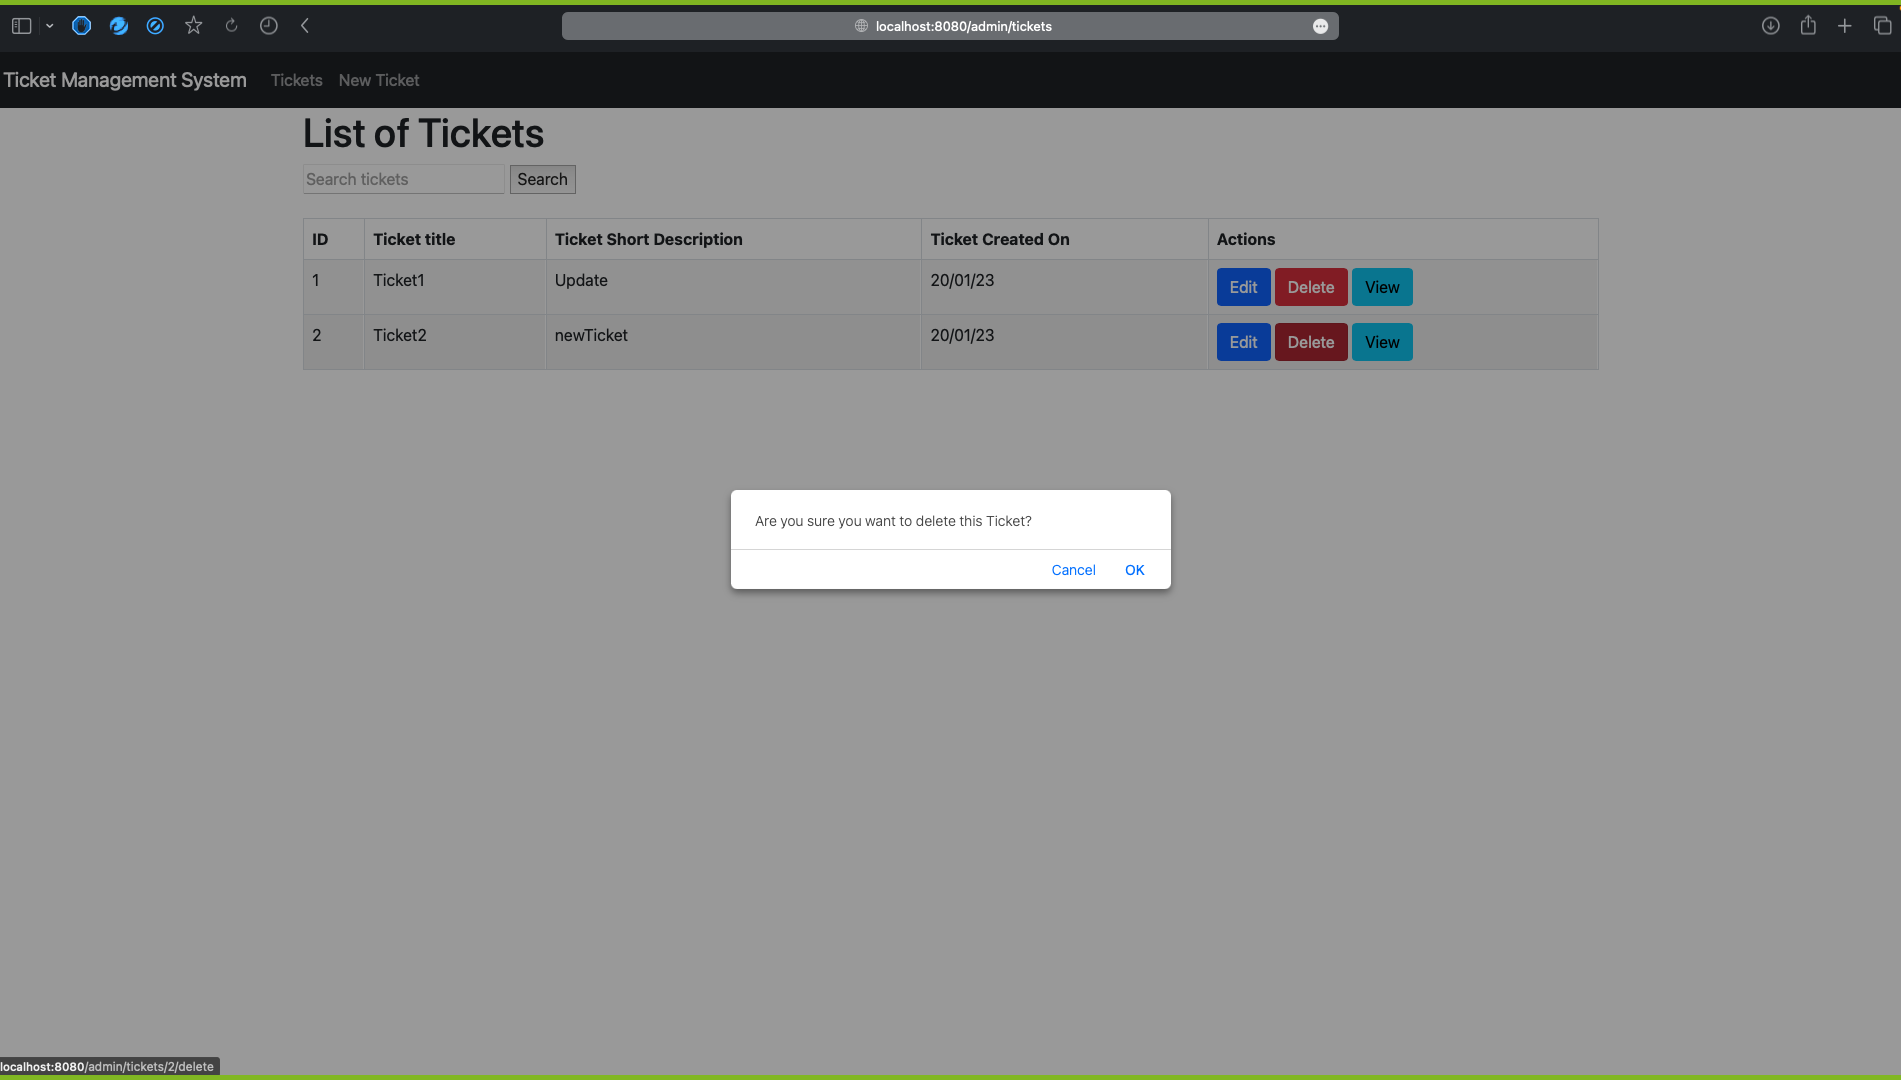 localhost:8080/admin/tickets
Ticket Management System Tickets New Ticket
List of Tickets
Search tickets Search
ID Ticket title Ticket Short Description Ticket Created On Actions
1 Ticket1 Update 20/01/23 Edit Delete View
2 Ticket2 newTicket 20/01/23 Edit Delete View
Are you sure you want to delete this Ticket?
Cancel OK
localhost:8080/admin/tickets/2/delete